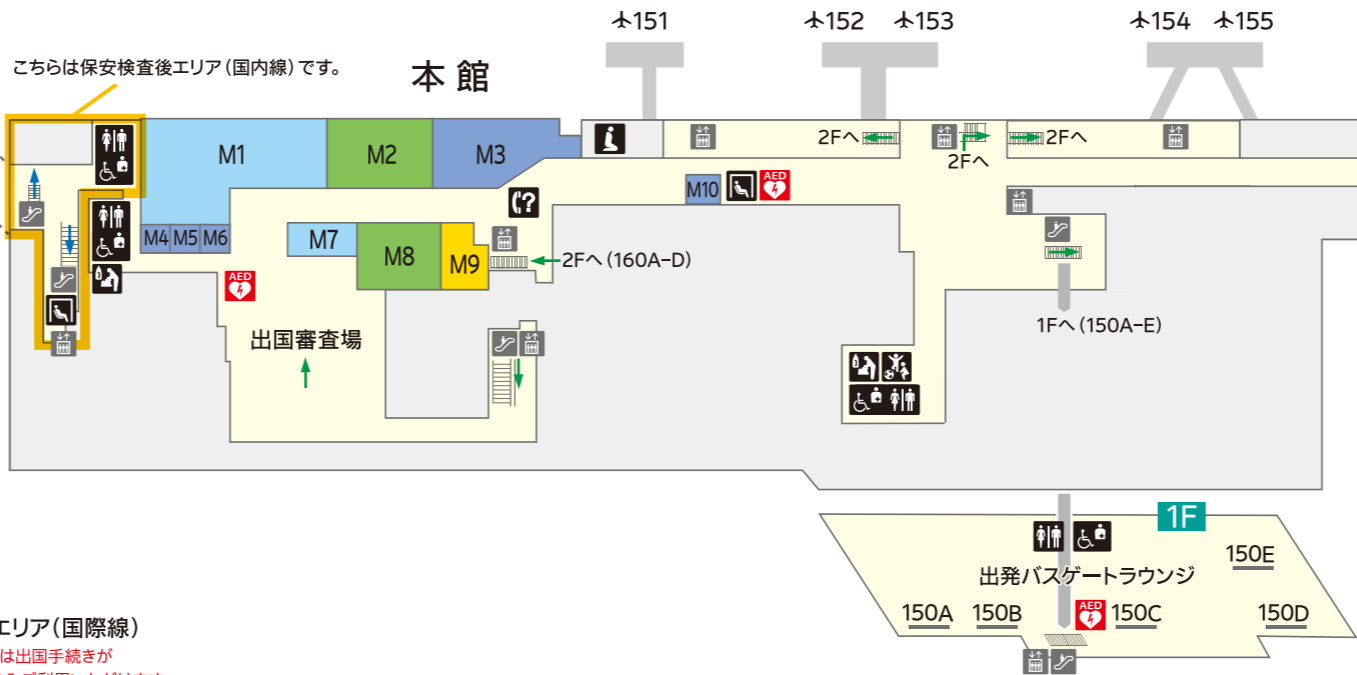 151
152
153
154
155
こちらは保安検査後エリア(国内線)です。
本館
M1
M2
M3
2Fへ
2Fへ
2Fへ
M10
AED
M4
M5
M6
M7
M8
M9
2Fへ(160A-D)
AED
出国審査場
1Fへ(150A-E)
1F
150E
出発バスゲートラウンジ
150A
150B
AED
150C
150D
エリア(国際線)
は出国手続きが